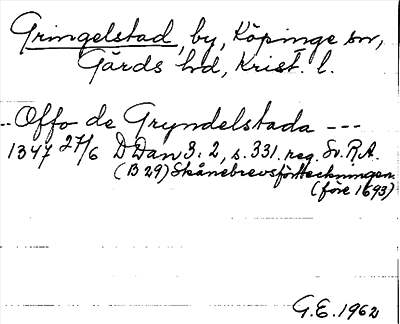 Gringelstad, by, Köpinge sn,
Gärds hd, Krist. l.
-- Offo de Gryndelstada ---
1347 27/6 D Dan 3: 2, s. 331. reg. Sv. R.A.
(B 29) Skånebrevsförteckningen.
(före 1693)
G.E. 1962